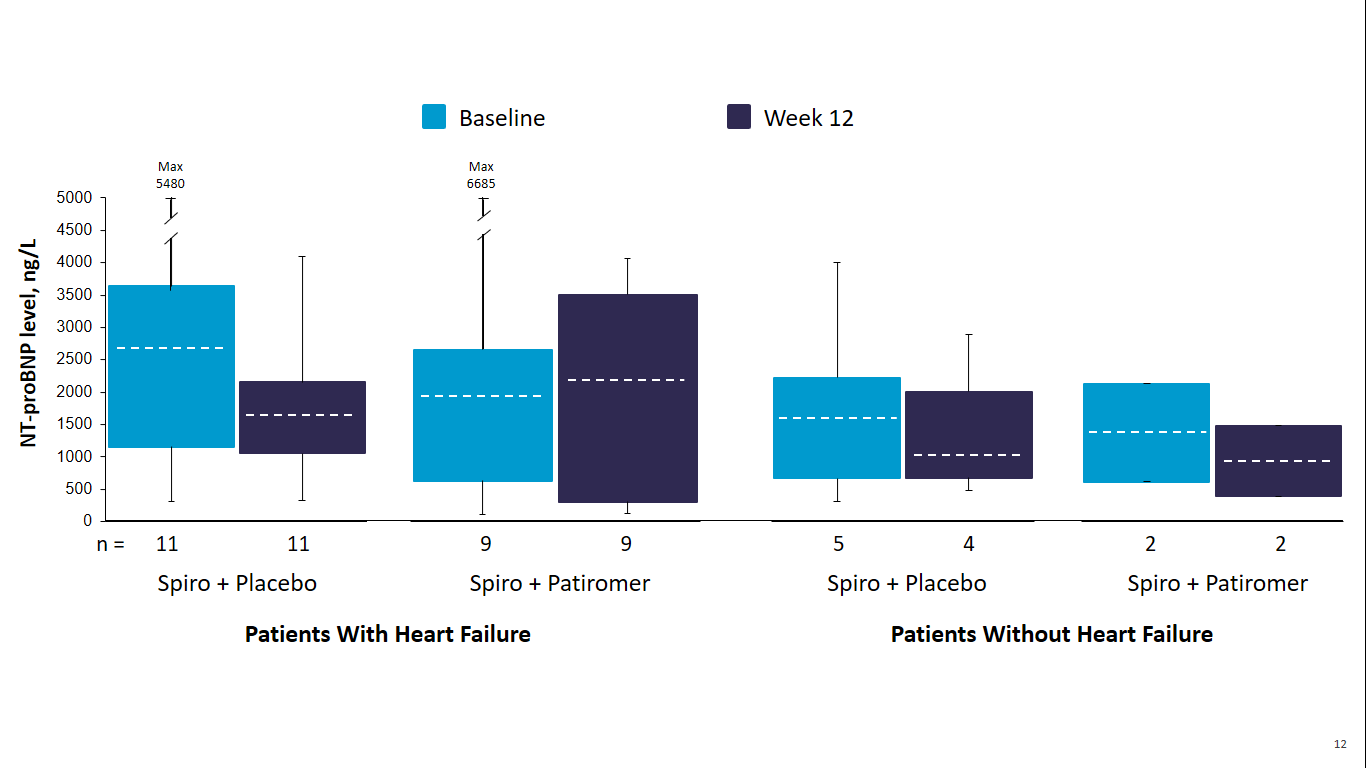 Baseline Week 12
Max
5480
Max
6685
5000
4500
4000
3500
3000
2500
2000
1500
1000
500
0
NT-proBNP level, ng/L
n = 11 11 9 9 5 4 2 2
Spiro + Placebo Spiro + Patiromer Spiro + Placebo Spiro + Patiromer
Patients With Heart Failure Patients Without Heart Failure
12